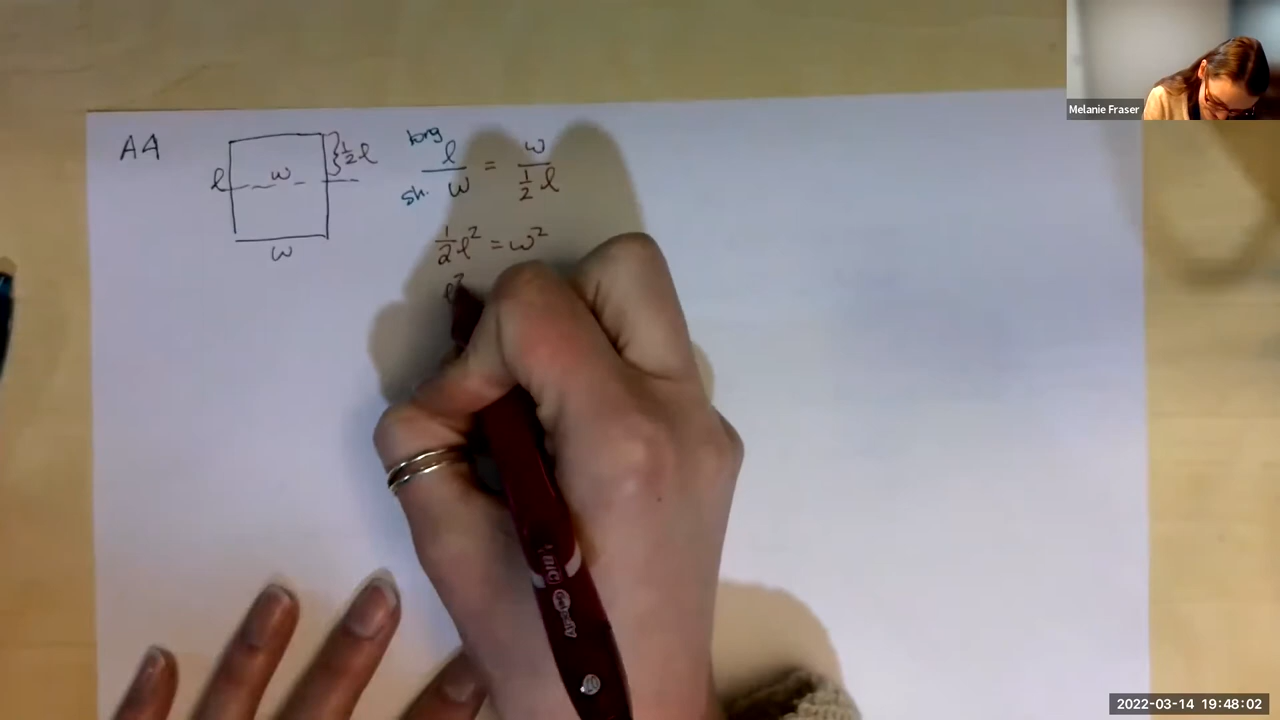 AA
l
w
w
}1/2 l
long
l/w = w/(1/2 l)
sh.
1/2 l² = w²
l²
Melanie Fraser
2022-03-14 19:48:02